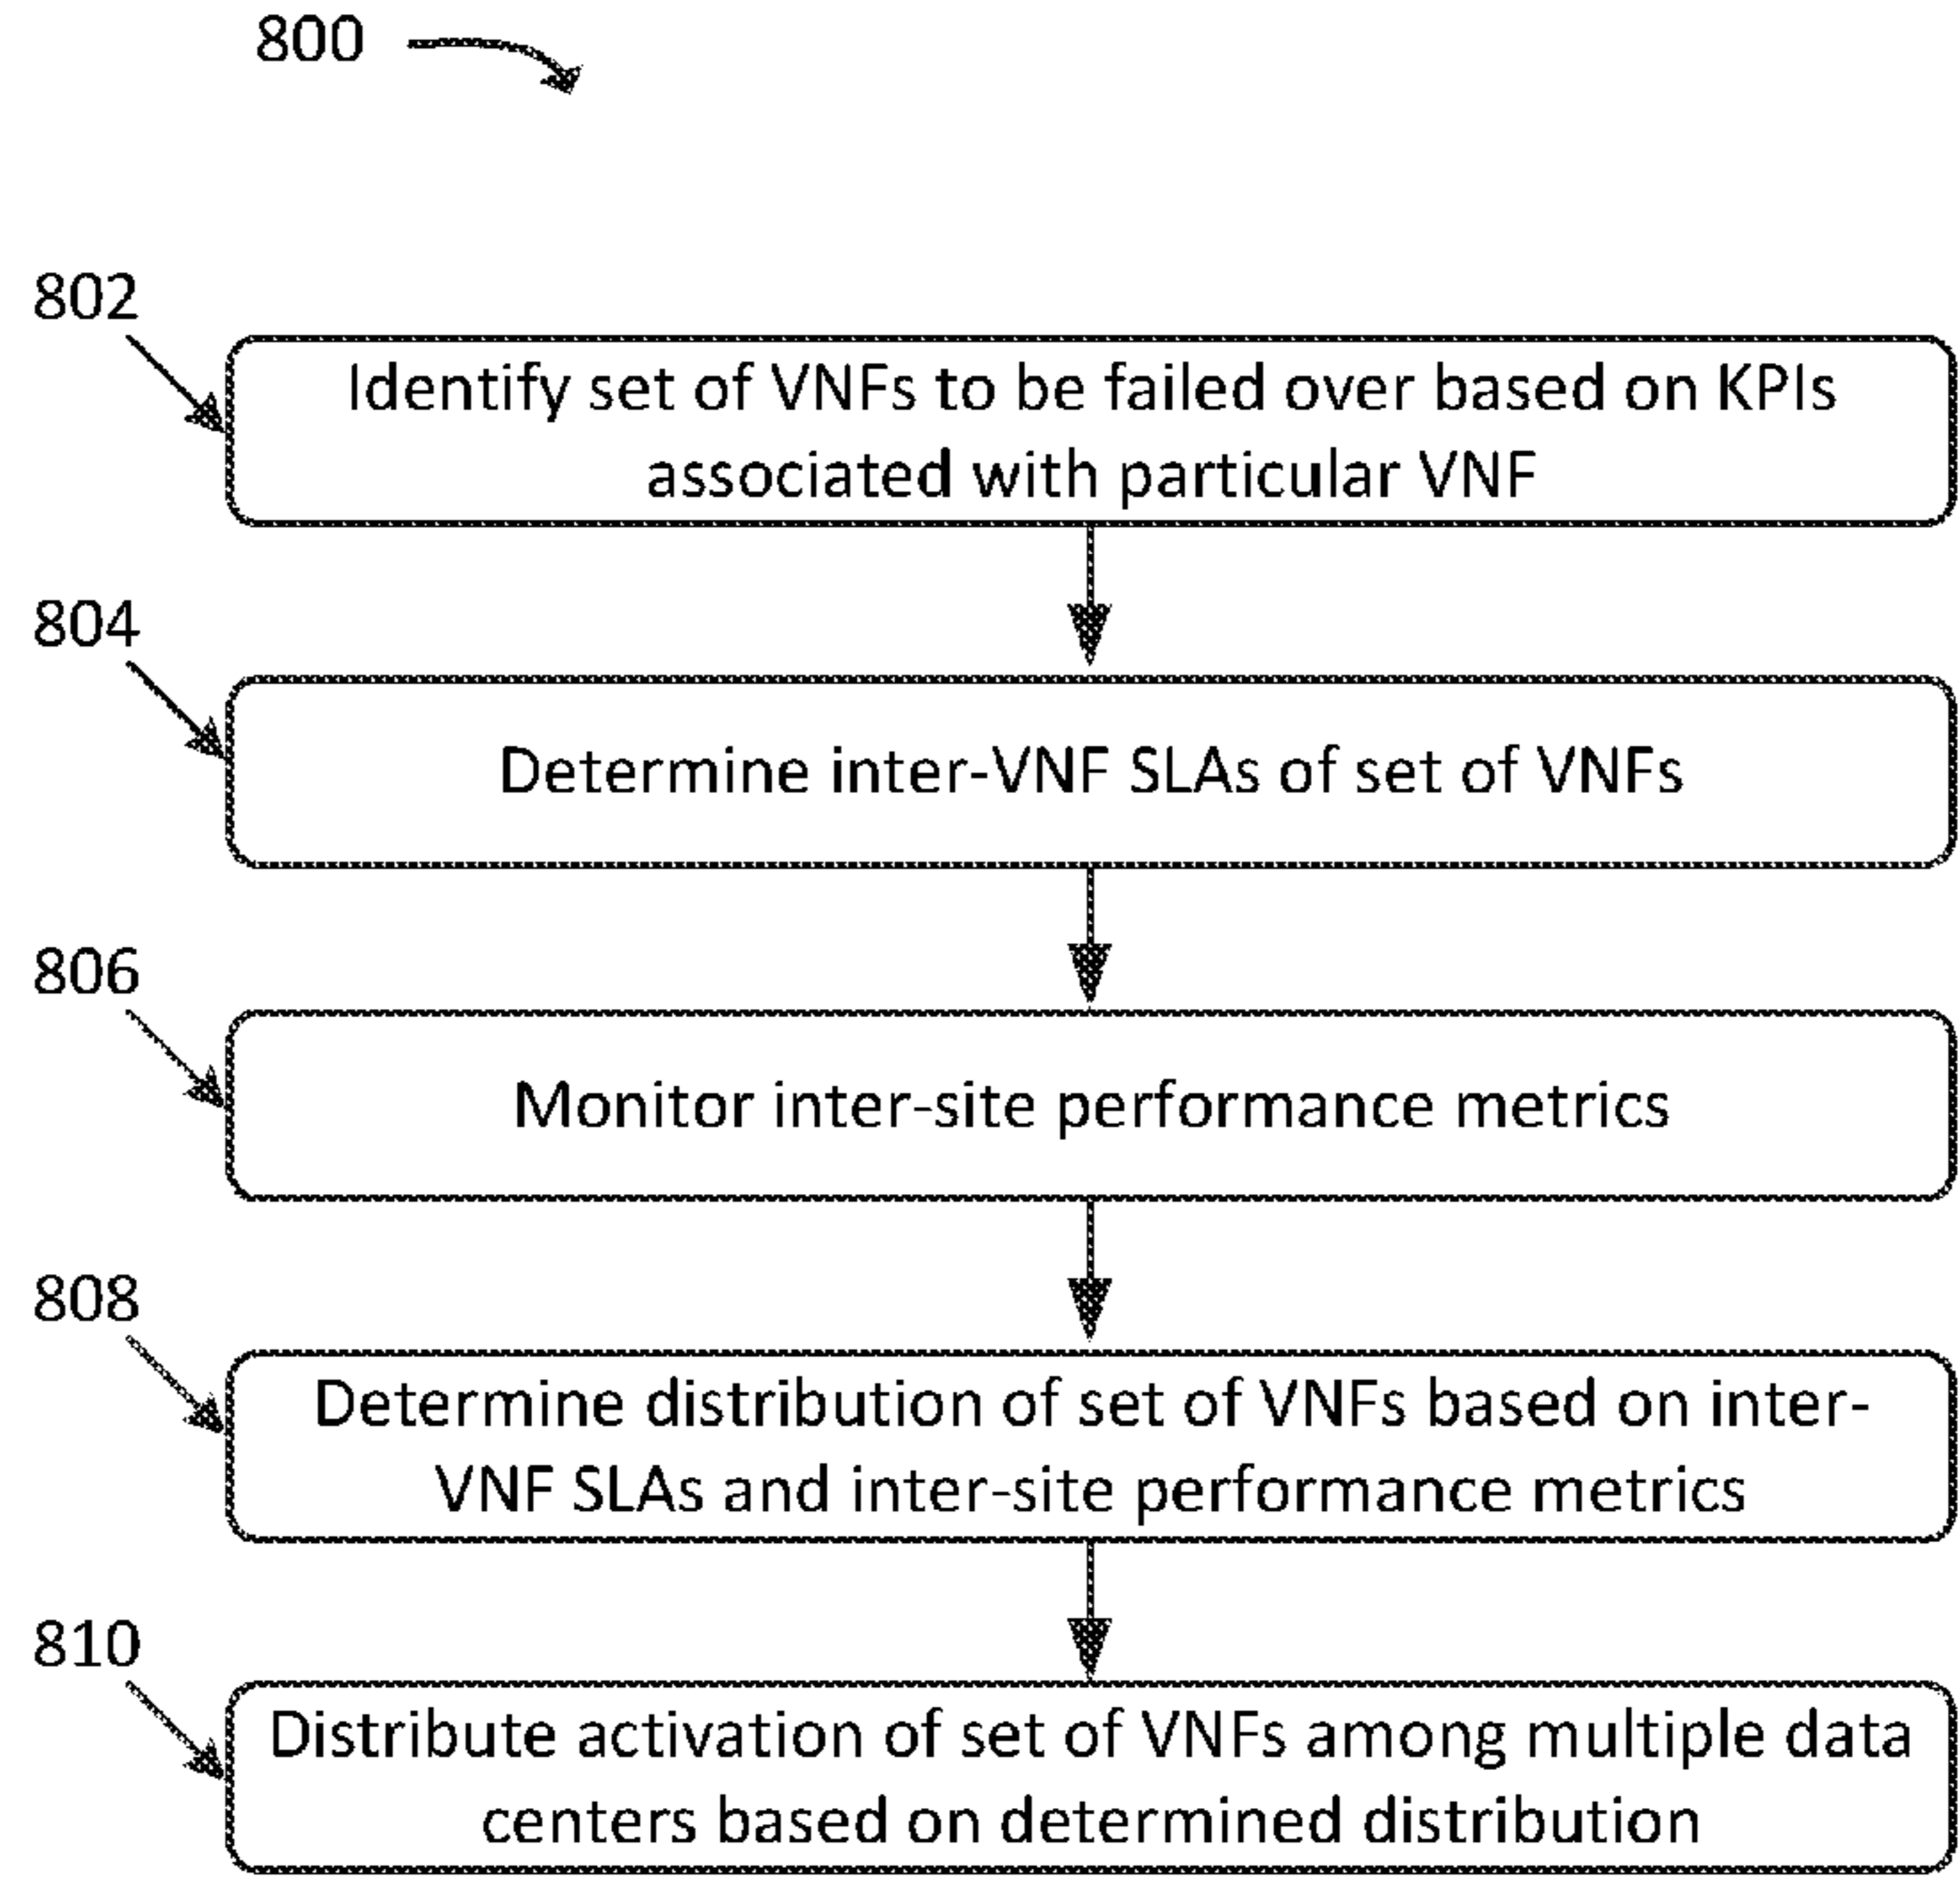 800
802
Identify set of VNFs to be failed over based on KPIs
associated with particular VNF
804
Determine inter-VNF SLAs of set of VNFs
806
Monitor inter-site performance metrics
808
Determine distribution of set of VNFs based on inter-
VNF SLAs and inter-site performance metrics
810
Distribute activation of set of VNFs among multiple data
centers based on determined distribution